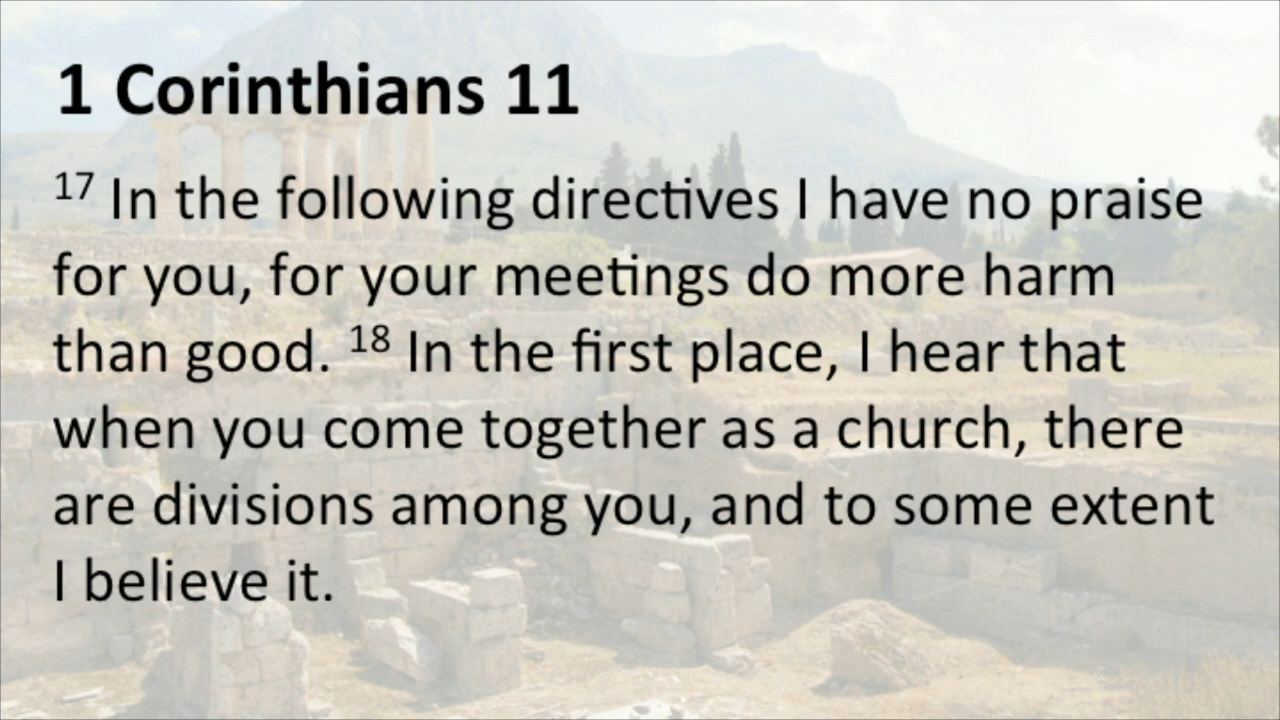 1 Corinthians 11
17 In the following directives I have no praise
for you, for your meetings do more harm
than good. 18 In the first place, I hear that
when you come together as a church, there
are divisions among you, and to some extent
I believe it.